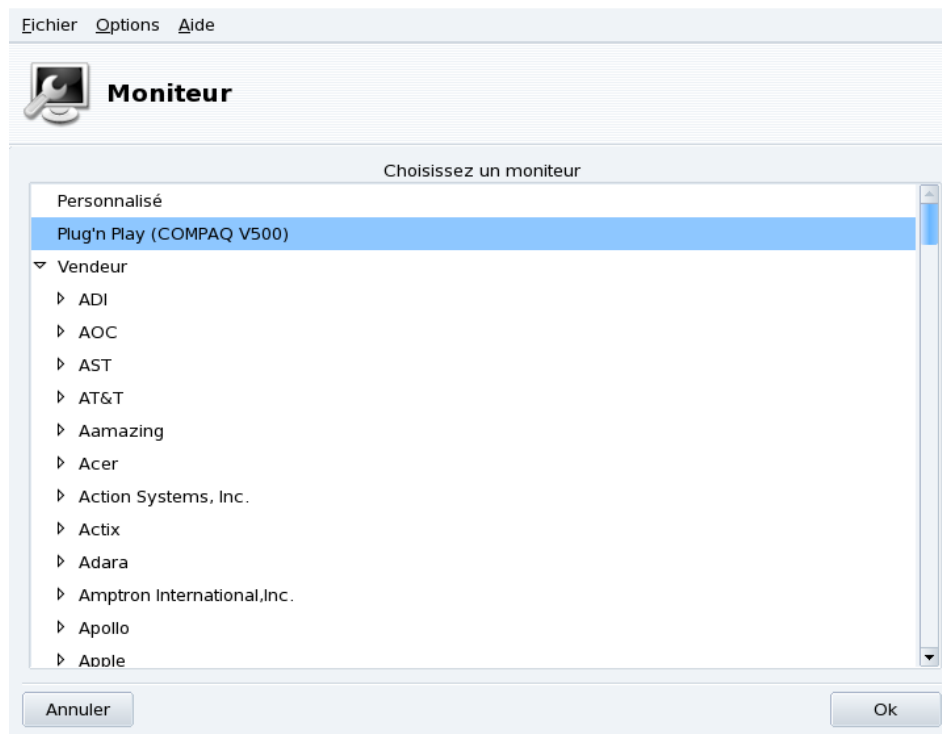 Fichier Options Aide
Moniteur
Choisissez un moniteur
Personnalisé
Plug'n Play (COMPAQ V500)
Vendeur
ADI
AOC
AST
AT&T
Aamazing
Acer
Action Systems, Inc.
Actix
Adara
Amptron International,Inc.
Apollo
Apple
Annuler Ok